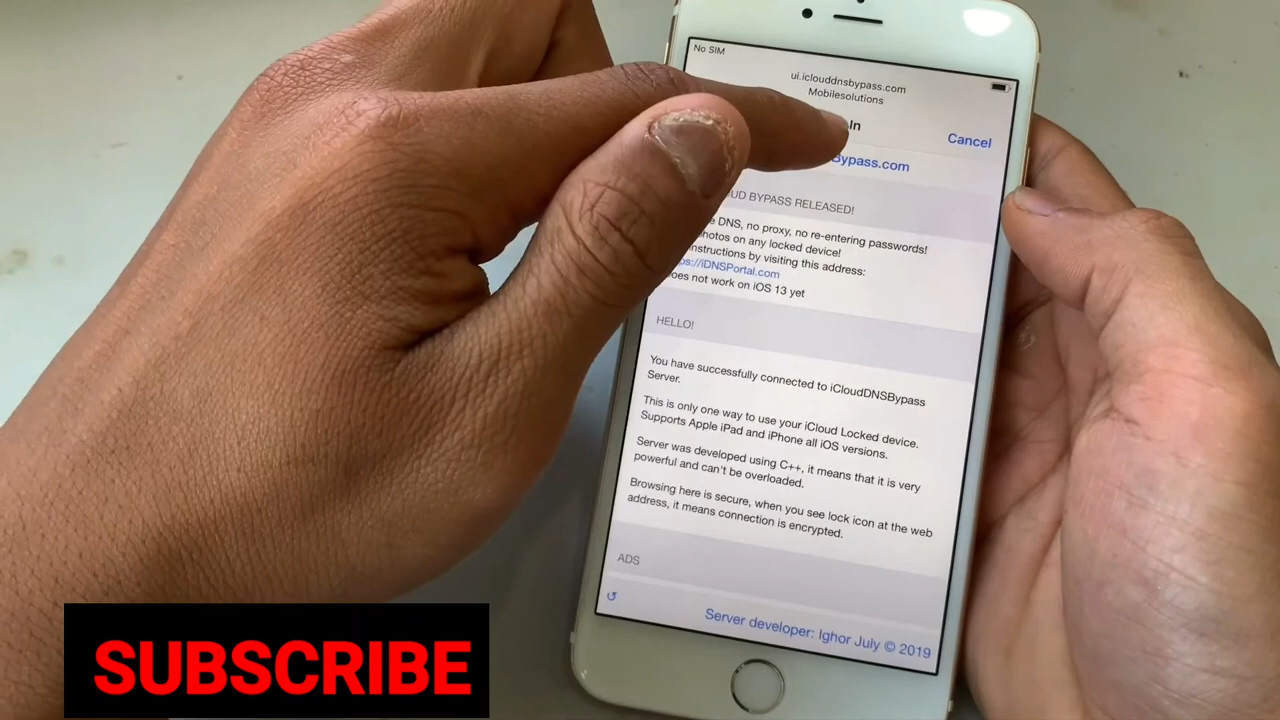 No SIM
ui.iclouddnsbypass.com
Mobilesolutions
In
Cancel
Bypass.com
BYPASS RELEASED!
DNS, no proxy, no re-entering passwords!
on any locked device!
instructions by visiting this address:
://iDNSPortal.com
not work on iOS 13 yet
HELLO!
You have successfully connected to iCloudDNSBypass
Server.
This is only one way to use your iCloud Locked device.
Supports Apple iPad and iPhone all iOS versions.
Server was developed using C++, it means that it is very
powerful and can't be overloaded.
Browsing here is secure, when you see lock icon at the web
address, it means connection is encrypted.
ADS
Server developer: Ighor July © 2019
SUBSCRIBE